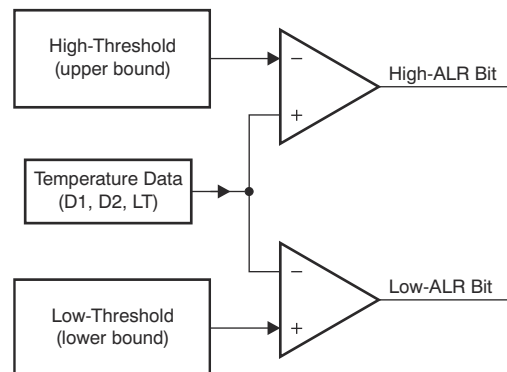 High-Threshold
(upper bound)
−
+
High-ALR Bit
Temperature Data
(D1, D2, LT)
−
+
Low-ALR Bit
Low-Threshold
(lower bound)